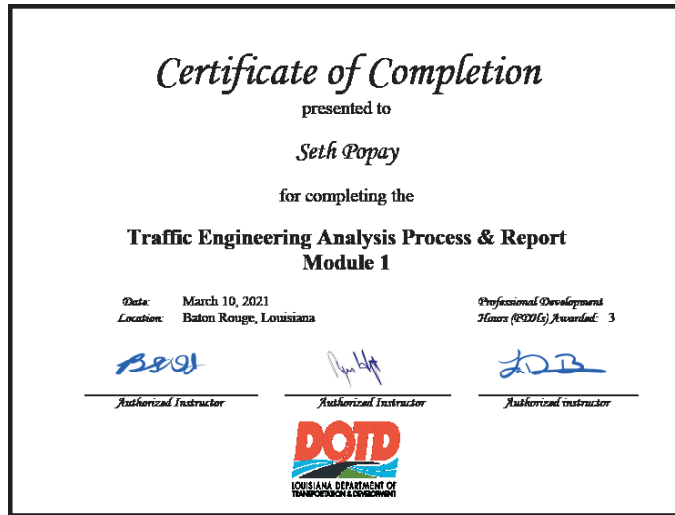 Certificate of Completion
presented to
Seth Popay
for completing the
Traffic Engineering Analysis Process & Report
Module 1
Date: March 10, 2021
Location: Baton Rouge, Louisiana
Professional Development
Hours (PDHs) Awarded: 3
Authorized Instructor
Authorized Instructor
Authorized instructor
DOTD
LOUISIANA DEPARTMENT OF
TRANSPORTATION & DEVELOPMENT